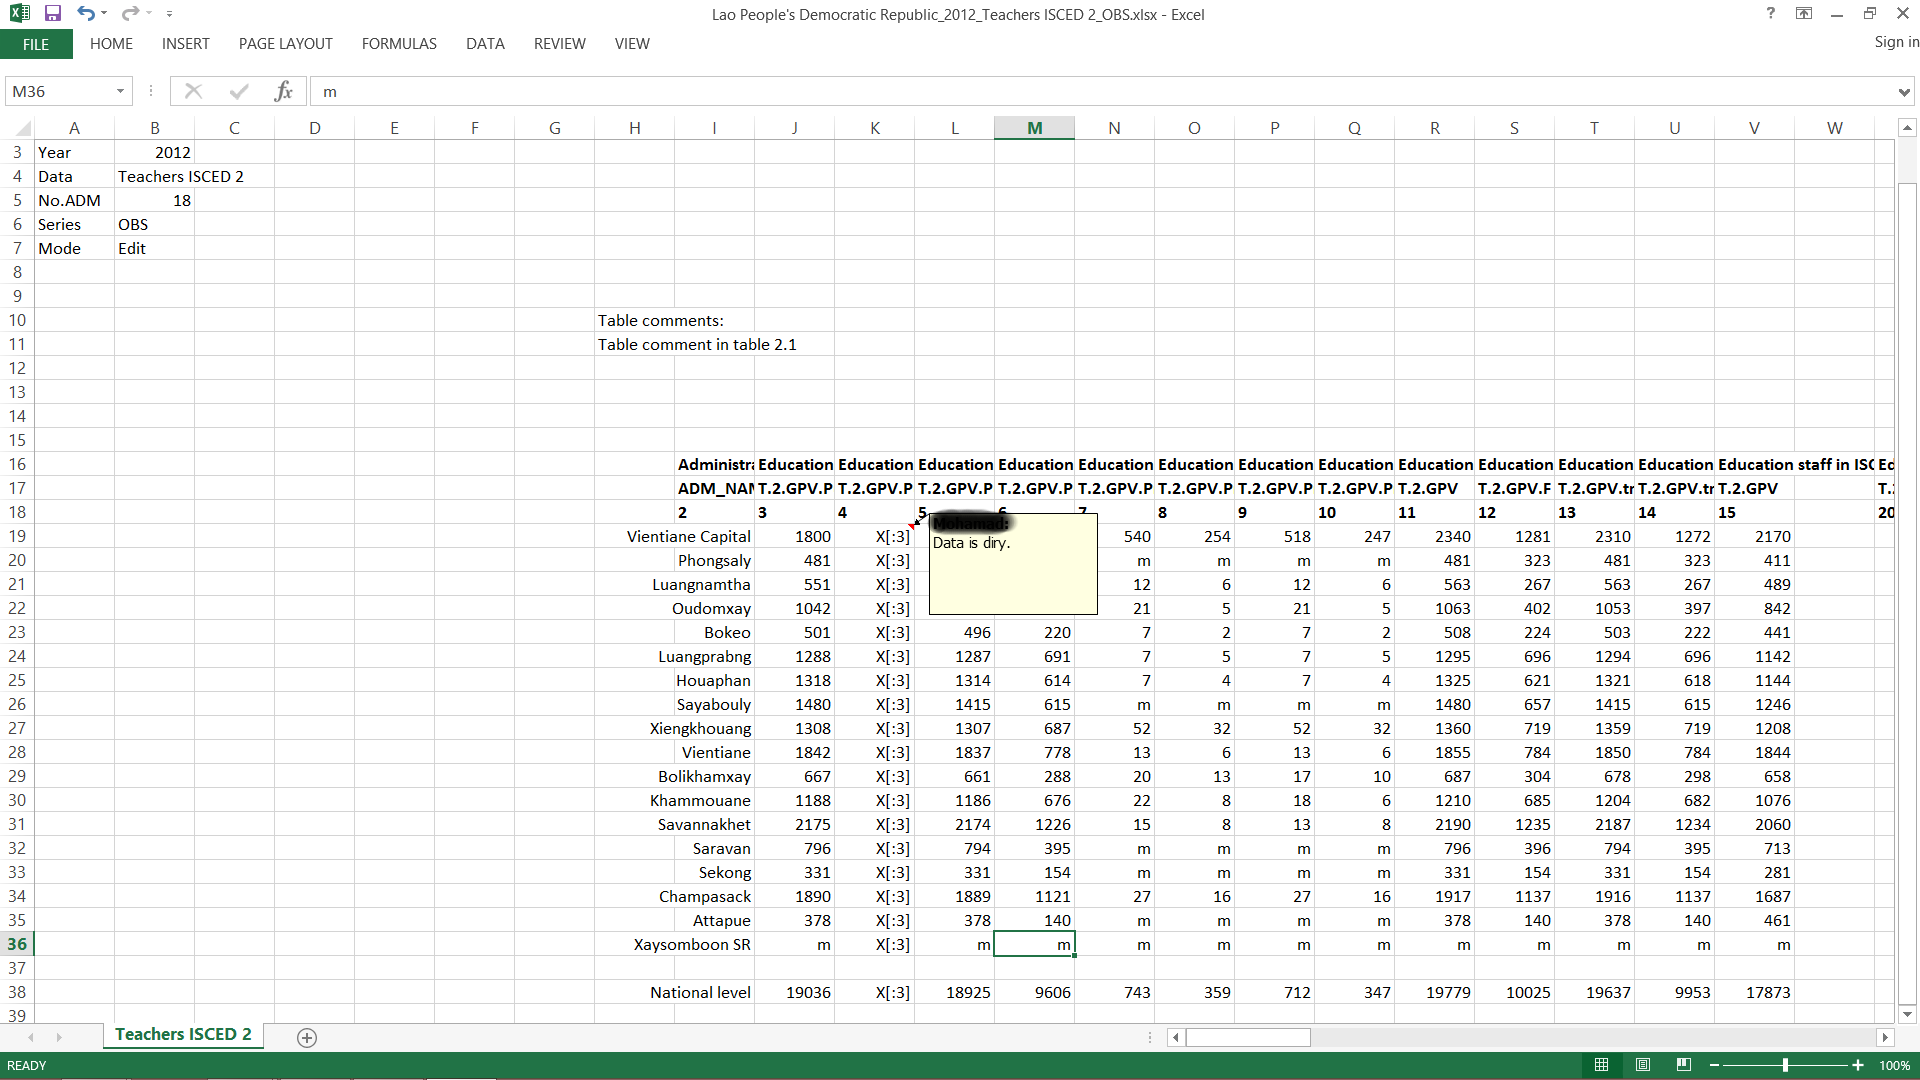 Lao People's Democratic Republic_2012_Teachers ISCED 2_OBS.xlsx - Excel
FILE HOME INSERT PAGE LAYOUT FORMULAS DATA REVIEW VIEW Sign in
M36 fx m
A B C D E F G H I J K L M N O P Q R S T U V W
3 Year 2012
4 Data Teachers ISCED 2
5 No.ADM 18
6 Series OBS
7 Mode Edit
8
9
10 Table comments:
11 Table comment in table 2.1
12
13
14
15
16 Administra Education Education Education Education Education Education Education Education Education Education Education Education Education staff in ISC Ed
17 ADM_NAM T.2.GPV.P T.2.GPV.P T.2.GPV.P T.2.GPV.P T.2.GPV.P T.2.GPV.P T.2.GPV.P T.2.GPV.P T.2.GPV T.2.GPV.F T.2.GPV.tr T.2.GPV.tr T.2.GPV T.2
18 2 3 4 5 6 7 8 9 10 11 12 13 14 15 20
Mohamad:
Data is diry.
19 Vientiane Capital 1800 X[:3] 540 254 518 247 2340 1281 2310 1272 2170
20 Phongsaly 481 X[:3] m m m m 481 323 481 323 411
21 Luangnamtha 551 X[:3] 12 6 12 6 563 267 563 267 489
22 Oudomxay 1042 X[:3] 21 5 21 5 1063 402 1053 397 842
23 Bokeo 501 X[:3] 496 220 7 2 7 2 508 224 503 222 441
24 Luangprabng 1288 X[:3] 1287 691 7 5 7 5 1295 696 1294 696 1142
25 Houaphan 1318 X[:3] 1314 614 7 4 7 4 1325 621 1321 618 1144
26 Sayabouly 1480 X[:3] 1415 615 m m m m 1480 657 1415 615 1246
27 Xiengkhouang 1308 X[:3] 1307 687 52 32 52 32 1360 719 1359 719 1208
28 Vientiane 1842 X[:3] 1837 778 13 6 13 6 1855 784 1850 784 1844
29 Bolikhamxay 667 X[:3] 661 288 20 13 17 10 687 304 678 298 658
30 Khammouane 1188 X[:3] 1186 676 22 8 18 6 1210 685 1204 682 1076
31 Savannakhet 2175 X[:3] 2174 1226 15 8 13 8 2190 1235 2187 1234 2060
32 Saravan 796 X[:3] 794 395 m m m m 796 396 794 395 713
33 Sekong 331 X[:3] 331 154 m m m m 331 154 331 154 281
34 Champasack 1890 X[:3] 1889 1121 27 16 27 16 1917 1137 1916 1137 1687
35 Attapue 378 X[:3] 378 140 m m m m 378 140 378 140 461
36 Xaysomboon SR m X[:3] m m m m m m m m m m m
37
38 National level 19036 X[:3] 18925 9606 743 359 712 347 19779 10025 19637 9953 17873
39
Teachers ISCED 2
READY 100%